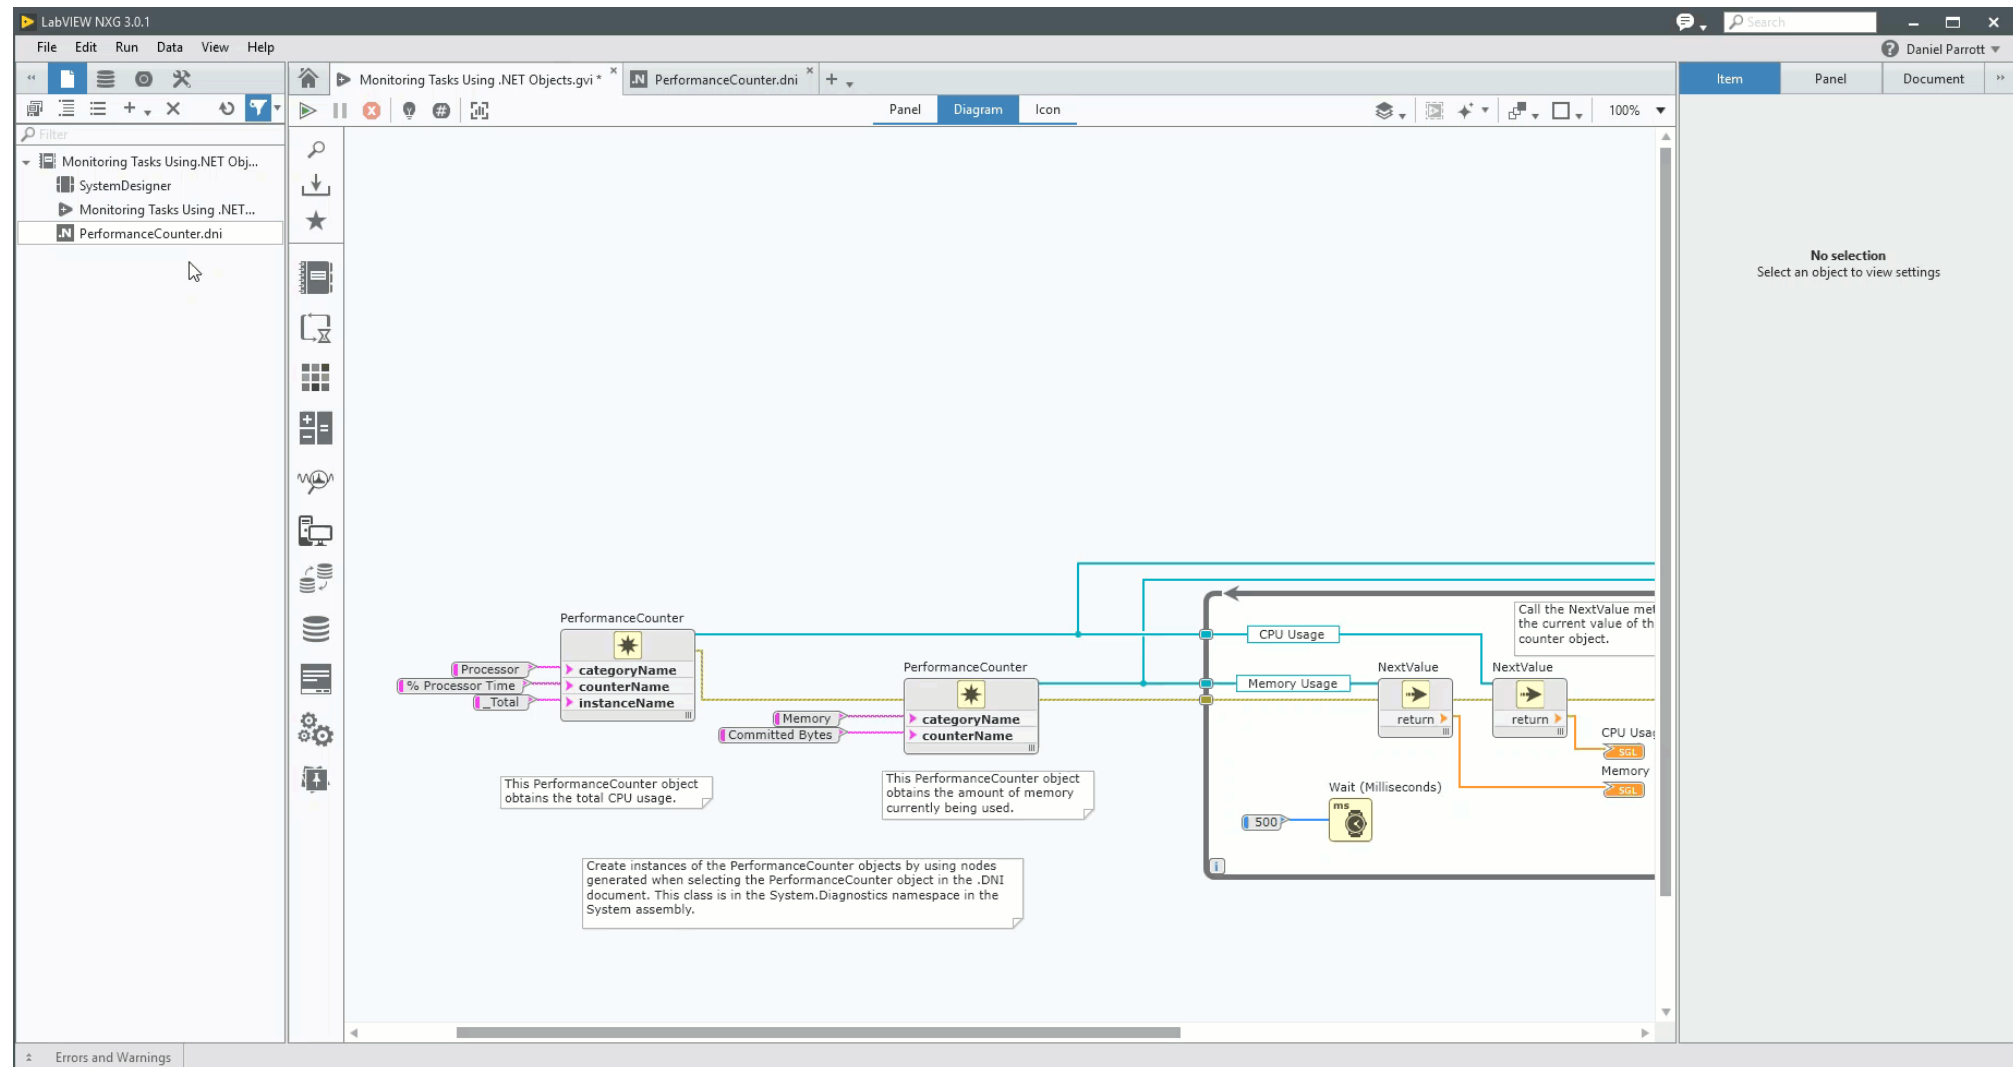 LabVIEW NXG 3.0.1
Search
File Edit Run Data View Help
Daniel Parrott
Monitoring Tasks Using .NET Objects.gvi *
PerformanceCounter.dni
Item Panel Document
Panel Diagram Icon
100%
Filter
Monitoring Tasks Using.NET Obj...
SystemDesigner
Monitoring Tasks Using .NET...
PerformanceCounter.dni
No selection
Select an object to view settings
PerformanceCounter
Processor
% Processor Time
_Total
categoryName
counterName
instanceName
This PerformanceCounter object
obtains the total CPU usage.
PerformanceCounter
Memory
Committed Bytes
categoryName
counterName
This PerformanceCounter object
obtains the amount of memory
currently being used.
Create instances of the PerformanceCounter objects by using nodes
generated when selecting the PerformanceCounter object in the .DNI
document. This class is in the System.Diagnostics namespace in the
System assembly.
CPU Usage
Memory Usage
Call the NextValue met
the current value of th
counter object.
NextValue
return
NextValue
return
CPU Usag
SGL
Memory
SGL
Wait (Milliseconds)
500
ms
i
Errors and Warnings